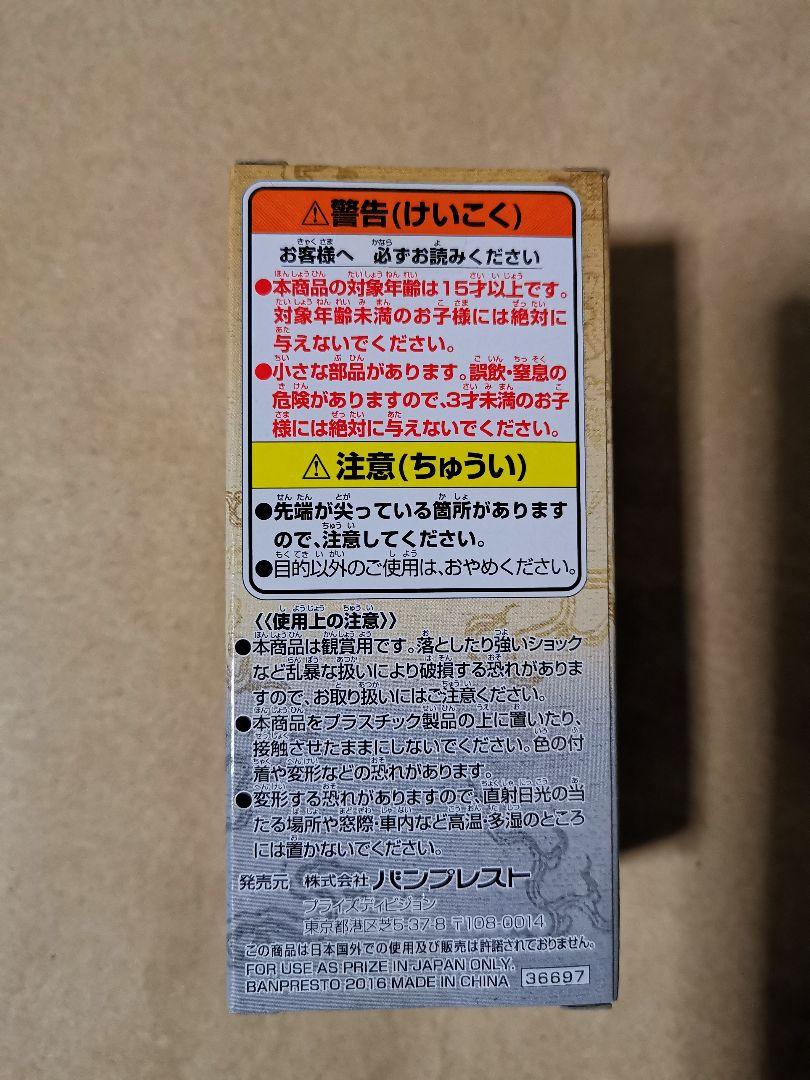 ⚠警告(けいこく)
お客様へ 必ずお読みください
●本商品の対象年齢は15才以上です。
対象年齢未満のお子様には絶対に
与えないでください。
●小さな部品があります。誤飲・窒息の
危険がありますので、3才未満のお子
様には絶対に与えないでください。
⚠注意(ちゅうい)
●先端が尖っている箇所があります
ので、注意してください。
●目的以外のご使用は、おやめください。
《使用上の注意》
●本商品は観賞用です。落としたり強いショック
など乱暴な扱いにより破損する恐れがありま
すので、お取り扱いにはご注意ください。
●本商品をプラスチック製品の上に置いたり、
接触させたままにしないでください。色の付
着や変形などの恐れがあります。
●変形する恐れがありますので、直射日光の当
たる場所や窓際・車内など高温・多湿のところ
には置かないでください。
発売元 株式会社 バンプレスト
プライズディビジョン
東京都港区芝5-37-8 〒108-0014
この商品は日本国外での使用及び販売は許諾されておりません。
FOR USE AS PRIZE IN JAPAN ONLY.
BANPRESTO 2016 MADE IN CHINA 36697